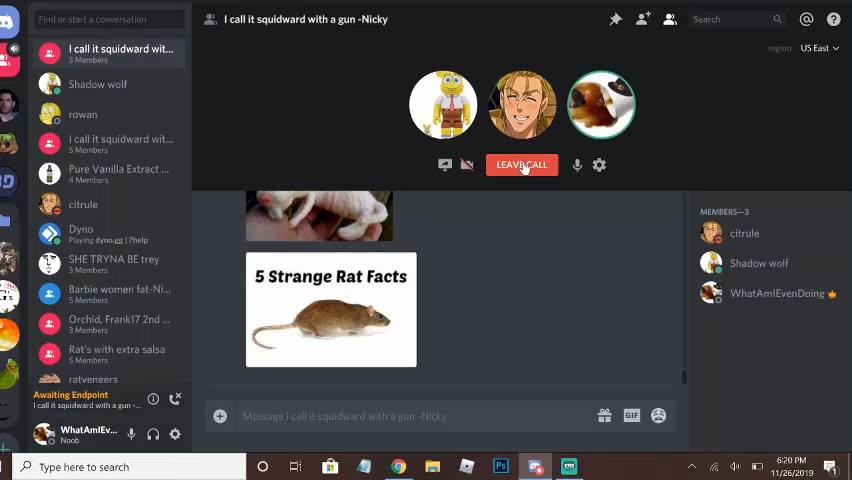 Find or start a conversation
I call it squidward with a gun -Nicky
Search
region US East
I call it squidward wit...
3 Members
Shadow wolf
rowan
I call it squidward wit...
5 Members
Pure Vanilla Extract ...
4 Members
citrule
Dyno
Playing dyno.gg | ?help
SHE TRYNA BE trey
3 Members
Barbie women fat-Ni...
8 Members
Orchid, Frank17 2nd ...
3 Members
Rat's with extra salsa
5 Members
ratvengers
LEAVE CALL
5 Strange Rat Facts
MEMBERS—3
citrule
Shadow wolf
WhatAmIEvenDoing
Awaiting Endpoint
I call it squidward with a gun -...
WhatAmIEv...
Noob
Message I call it squidward with a gun -Nicky
GIF
Type here to search
Ps
6:20 PM
11/26/2019
1